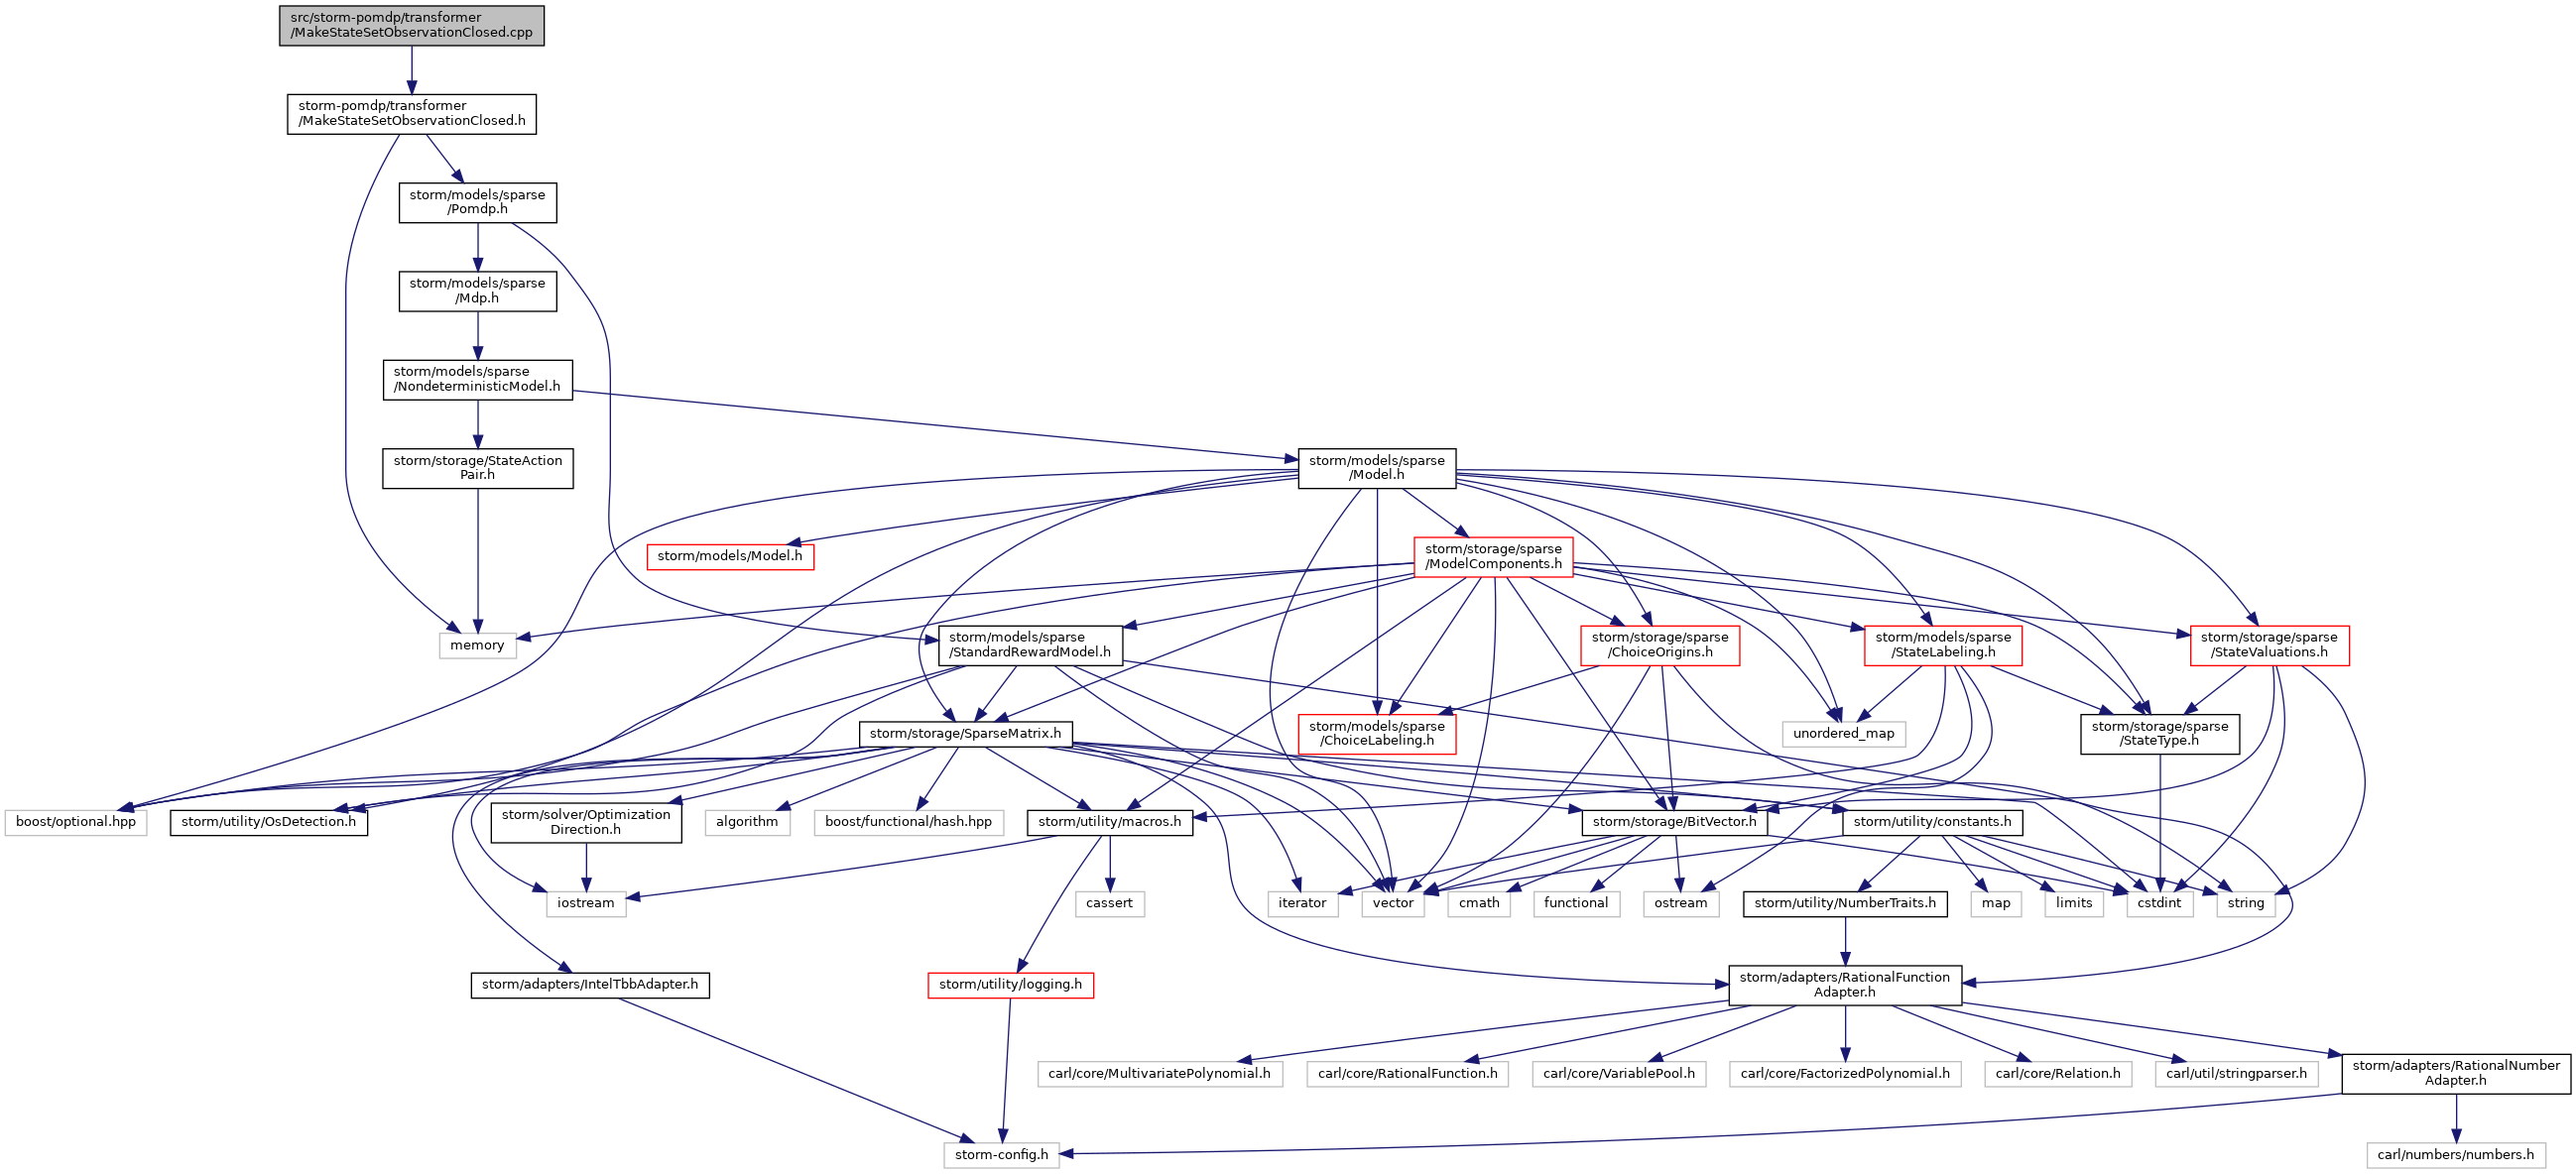 src/storm-pomdp/transformer
/MakeStateSetObservationClosed.cpp
storm-pomdp/transformer
/MakeStateSetObservationClosed.h
storm/models/sparse
/Pomdp.h
storm/models/sparse
/Mdp.h
storm/models/sparse
/NondeterministicModel.h
storm/storage/StateAction
Pair.h
storm/models/sparse
/Model.h
storm/models/Model.h
storm/storage/sparse
/ModelComponents.h
memory
storm/models/sparse
/StandardRewardModel.h
storm/storage/sparse
/ChoiceOrigins.h
storm/models/sparse
/StateLabeling.h
storm/storage/sparse
/StateValuations.h
storm/storage/SparseMatrix.h
storm/models/sparse
/ChoiceLabeling.h
unordered_map
storm/storage/sparse
/StateType.h
boost/optional.hpp
storm/utility/OsDetection.h
storm/solver/Optimization
Direction.h
algorithm
boost/functional/hash.hpp
storm/utility/macros.h
storm/storage/BitVector.h
storm/utility/constants.h
iostream
cassert
iterator
vector
cmath
functional
ostream
storm/utility/NumberTraits.h
map
limits
cstdint
string
storm/adapters/IntelTbbAdapter.h
storm/utility/logging.h
storm/adapters/RationalFunction
Adapter.h
carl/core/MultivariatePolynomial.h
carl/core/RationalFunction.h
carl/core/VariablePool.h
carl/core/FactorizedPolynomial.h
carl/core/Relation.h
carl/util/stringparser.h
storm/adapters/RationalNumber
Adapter.h
storm-config.h
carl/numbers/numbers.h